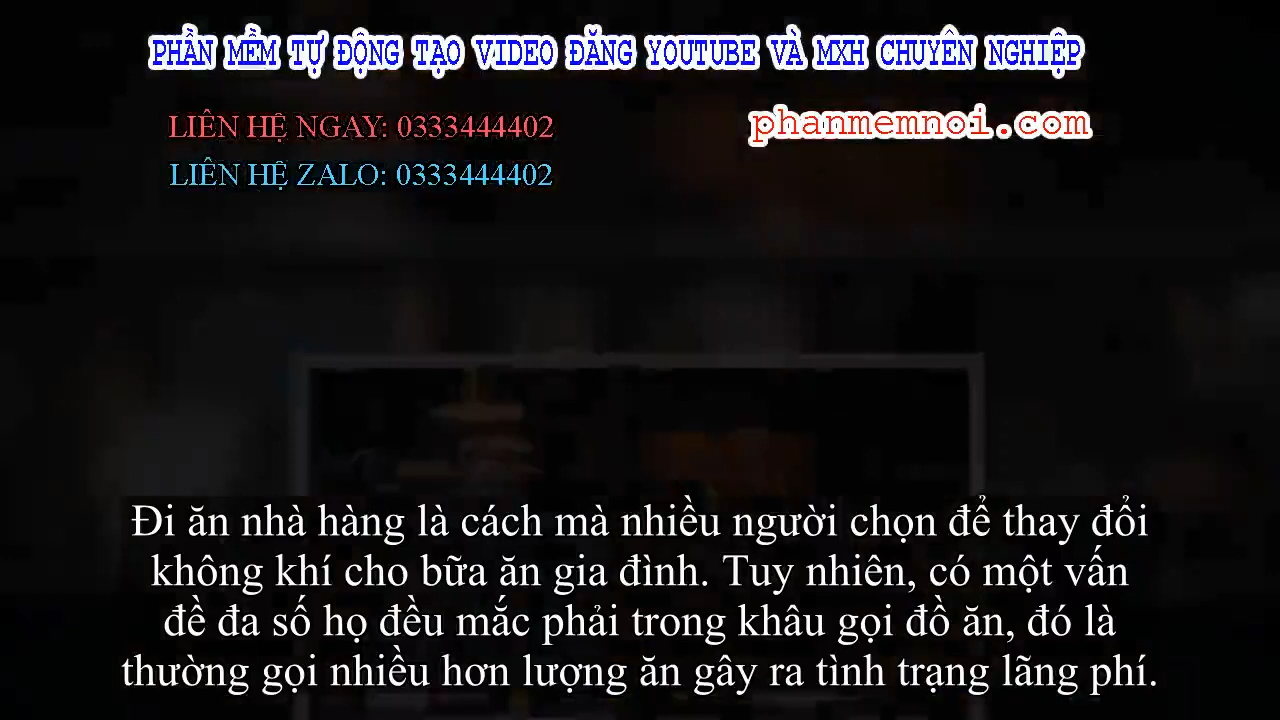 PHẦN MỀM TỰ ĐỘNG TẠO VIDEO ĐĂNG YOUTUBE VÀ MXH CHUYÊN NGHIỆP
LIÊN HỆ NGAY: 0333444402
phanmemnoi.com
LIÊN HỆ ZALO: 0333444402
Đi ăn nhà hàng là cách mà nhiều người chọn để thay đổi
không khí cho bữa ăn gia đình. Tuy nhiên, có một vấn
đề đa số họ đều mắc phải trong khâu gọi đồ ăn, đó là
thường gọi nhiều hơn lượng ăn gây ra tình trạng lãng phí.